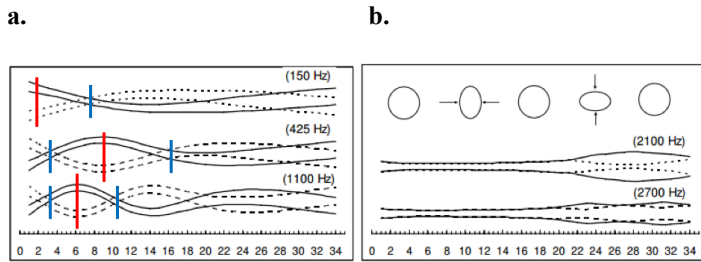 a.
b.
(150 Hz)
(425 Hz)
(1100 Hz)
0 2 4 6 8 10 12 14 16 18 20 22 24 26 28 30 32 34
(2100 Hz)
(2700 Hz)
0 2 4 6 8 10 12 14 16 18 20 22 24 26 28 30 32 34